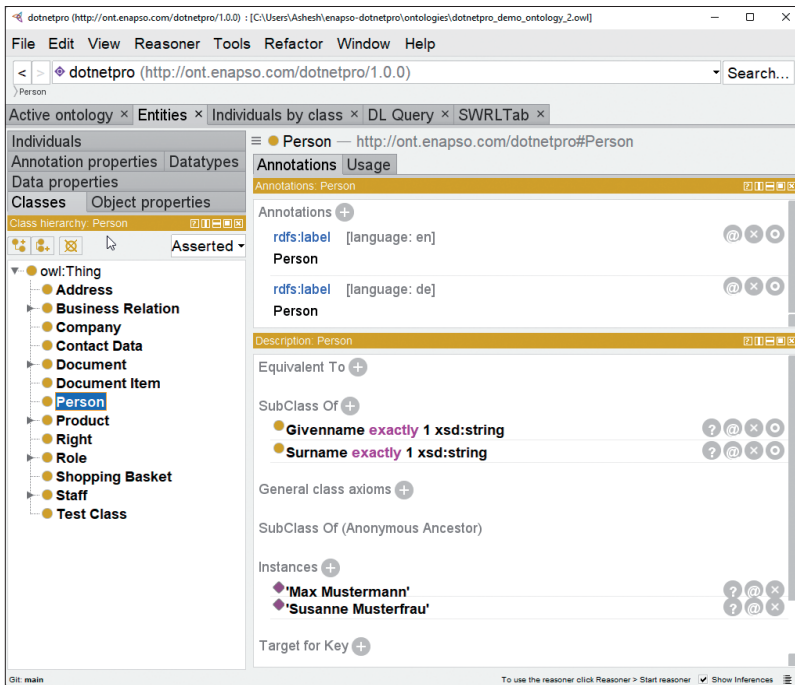 dotnetpro (http://ont.enapso.com/dotnetpro/1.0.0) : [C:\Users\Ashesh\enapso-dotnetpro\ontologies\dotnetpro_demo_ontology_2.owl]
File Edit View Reasoner Tools Refactor Window Help
< > dotnetpro (http://ont.enapso.com/dotnetpro/1.0.0) Search...
Person
Active ontology × Entities × Individuals by class × DL Query × SWRLTab ×
Individuals
Annotation properties Datatypes
Data properties
Classes Object properties
Class hierarchy: Person
Asserted
owl:Thing
Address
Business Relation
Company
Contact Data
Document
Document Item
Person
Product
Right
Role
Shopping Basket
Staff
Test Class
Person — http://ont.enapso.com/dotnetpro#Person
Annotations Usage
Annotations: Person
Annotations
rdfs:label [language: en]
Person
rdfs:label [language: de]
Person
Description: Person
Equivalent To
SubClass Of
Givenname exactly 1 xsd:string
Surname exactly 1 xsd:string
General class axioms
SubClass Of (Anonymous Ancestor)
Instances
'Max Mustermann'
'Susanne Musterfrau'
Target for Key
Git: main
To use the reasoner click Reasoner > Start reasoner Show Inferences